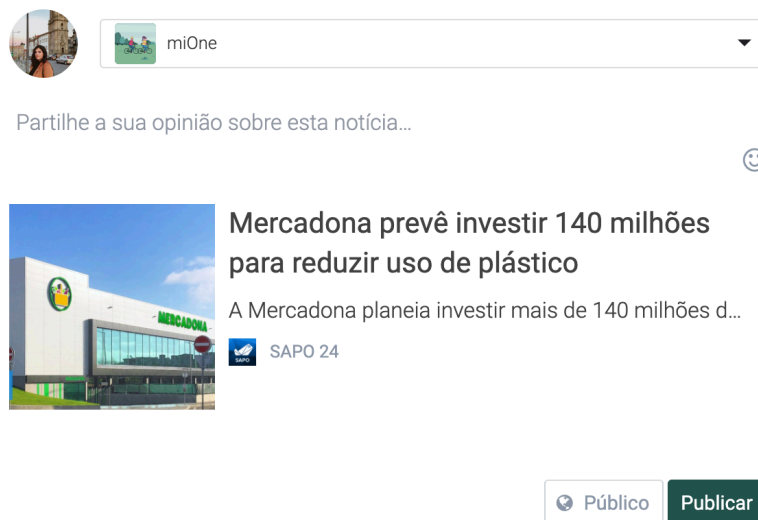 miOne
Partilhe a sua opinião sobre esta notícia...
Mercadona prevê investir 140 milhões
para reduzir uso de plástico
MERCADONA
A Mercadona planeia investir mais de 140 milhões d...
SAPO
SAPO 24
Público
Publicar